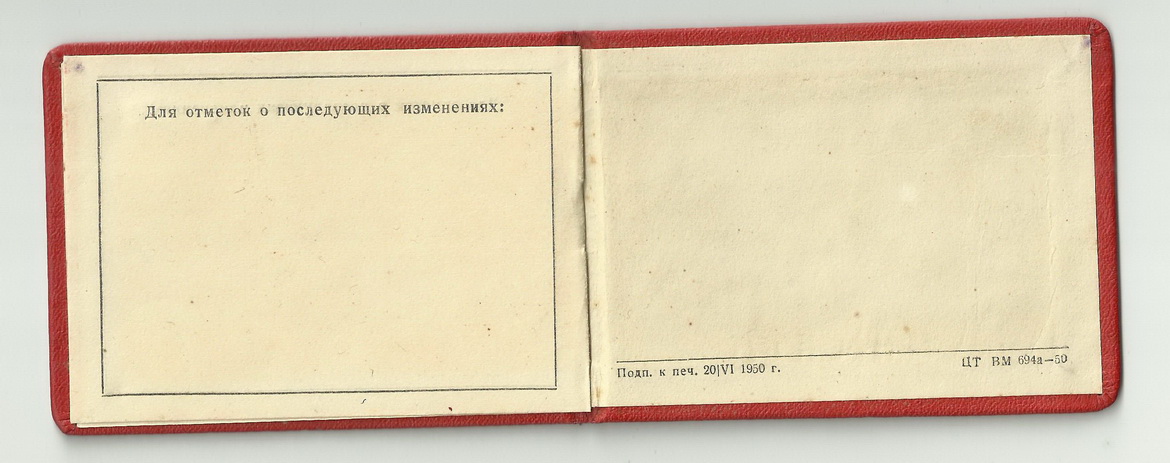 Для отметок о последующих изменениях:
Подп. к печ. 20|VI 1950 г.
ЦТ ВМ 694а—50